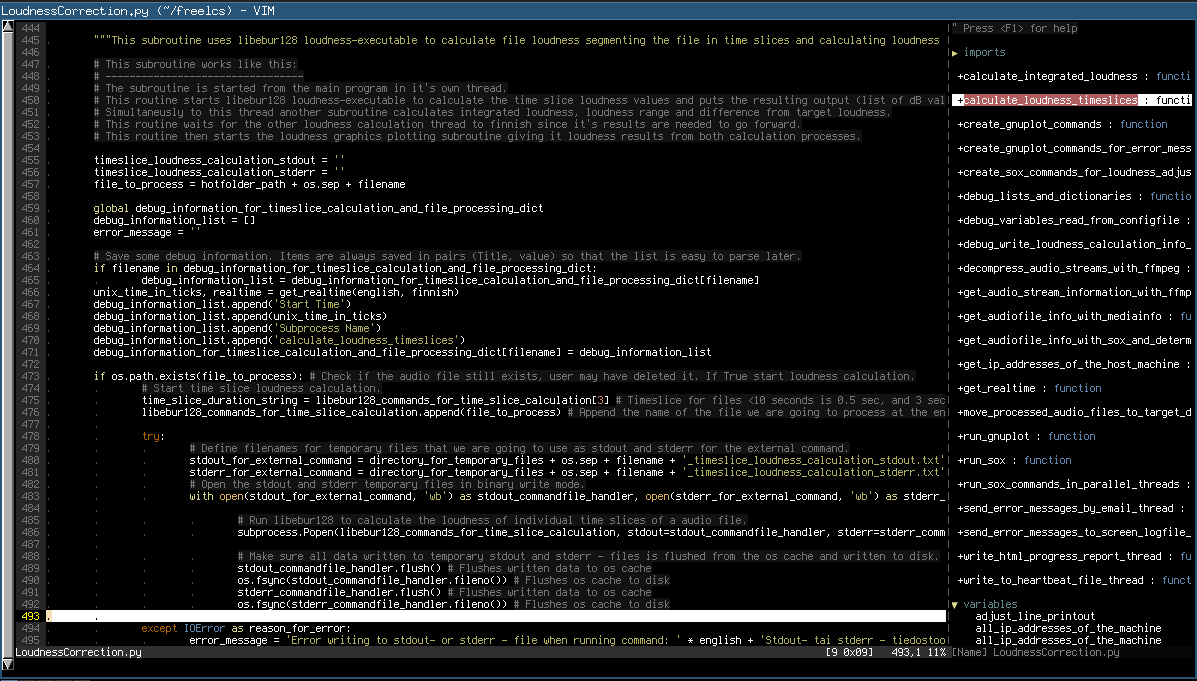 LoudnessCorrection.py (~/freelcs) - VIM
444
"""This subroutine uses libebur128 loudness-executable to calculate file loudness segmenting the file in time slices and calculating loudness
446
447 # This subroutine works like this:
448 # ---------------------------------
449 # The subroutine is started from the main program in it's own thread.
450 # This routine starts libebur128 loudness-executable to calculate the time slice loudness values and puts the resulting output (list of dB val
451 # Simultaneusly to this thread another subroutine calculates integrated loudness, loudness range and difference from target loudness.
452 # This routine waits for the other loudness calculation thread to finnish since it's results are needed to go forward.
453 # This routine then starts the loudness graphics plotting subroutine giving it loudness results from both calculation processes.
454
455 timeslice_loudness_calculation_stdout = ''
456 timeslice_loudness_calculation_stderr = ''
457 file_to_process = hotfolder_path + os.sep + filename
458
459 global debug_information_for_timeslice_calculation_and_file_processing_dict
460 debug_information_list = []
461 error_message = ''
462
463 # Save some debug information. Items are always saved in pairs (Title, value) so that the list is easy to parse later.
464 if filename in debug_information_for_timeslice_calculation_and_file_processing_dict:
465 debug_information_list = debug_information_for_timeslice_calculation_and_file_processing_dict[filename]
466 unix_time_in_ticks, realtime = get_realtime(english, finnish)
467 debug_information_list.append('Start Time')
468 debug_information_list.append(unix_time_in_ticks)
469 debug_information_list.append('Subprocess Name')
470 debug_information_list.append('calculate_loudness_timeslices')
471 debug_information_for_timeslice_calculation_and_file_processing_dict[filename] = debug_information_list
472
473 if os.path.exists(file_to_process): # Check if the audio file still exists, user may have deleted it. If True start loudness calculation.
474 # Start time slice loudness calculation.
475 time_slice_duration_string = libebur128_commands_for_time_slice_calculation[3] # Timeslice for files <10 seconds is 0.5 sec, and 3 sec
476 libebur128_commands_for_time_slice_calculation.append(file_to_process) # Append the name of the file we are going to process at the en
477
478 try:
479 # Define filenames for temporary files that we are going to use as stdout and stderr for the external command.
480 stdout_for_external_command = directory_for_temporary_files + os.sep + filename + '_timeslice_loudness_calculation_stdout.txt'
481 stderr_for_external_command = directory_for_temporary_files + os.sep + filename + '_timeslice_loudness_calculation_stderr.txt'
482 # Open the stdout and stderr temporary files in binary write mode.
483 with open(stdout_for_external_command, 'wb') as stdout_commandfile_handler, open(stderr_for_external_command, 'wb') as stderr_
484
485 # Run libebur128 to calculate the loudness of individual time slices of a audio file.
486 subprocess.Popen(libebur128_commands_for_time_slice_calculation, stdout=stdout_commandfile_handler, stderr=stderr_comm
487
488 # Make sure all data written to temporary stdout and stderr - files is flushed from the os cache and written to disk.
489 stdout_commandfile_handler.flush() # Flushes written data to os cache
490 os.fsync(stdout_commandfile_handler.fileno()) # Flushes os cache to disk
491 stderr_commandfile_handler.flush() # Flushes written data to os cache
492 os.fsync(stderr_commandfile_handler.fileno()) # Flushes os cache to disk
493
494 except IOError as reason_for_error:
495 error_message = 'Error writing to stdout- or stderr - file when running command: ' * english + 'Stdout- tai stderr - tiedostoo
LoudnessCorrection.py [9 0x09] 493,1 11%
" Press <F1> for help
▶ imports
+calculate_integrated_loudness : functi
+calculate_loudness_timeslices : functi
+create_gnuplot_commands : function
+create_gnuplot_commands_for_error_mess
+create_sox_commands_for_loudness_adjus
+debug_lists_and_dictionaries : functio
+debug_variables_read_from_configfile :
+debug_write_loudness_calculation_info_
+decompress_audio_streams_with_ffmpeg :
+get_audio_stream_information_with_ffmp
+get_audiofile_info_with_mediainfo : fu
+get_audiofile_info_with_sox_and_determ
+get_ip_addresses_of_the_host_machine :
+get_realtime : function
+move_processed_audio_files_to_target_d
+run_gnuplot : function
+run_sox : function
+run_sox_commands_in_parallel_threads :
+send_error_messages_by_email_thread :
+send_error_messages_to_screen_logfile_
+write_html_progress_report_thread : fu
+write_to_heartbeat_file_thread : funct
▼ variables
adjust_line_printout
all_ip_addresses_of_the_machine
all_ip_addresses_of_the_machine
[Name] LoudnessCorrection.py